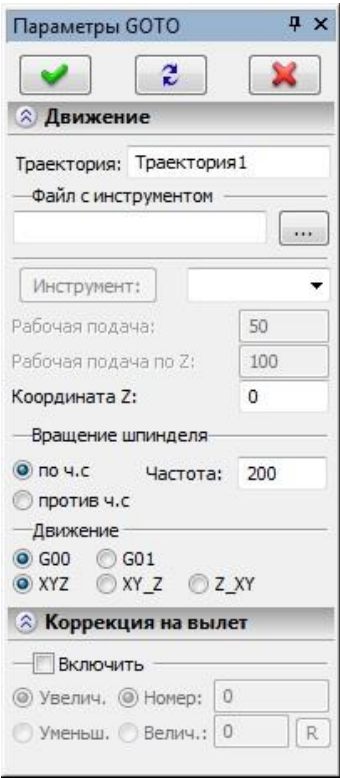 Параметры GOTO
Движение
Траектория: Траектория1
Файл с инструментом
...
Инструмент:
Рабочая подача: 50
Рабочая подача по Z: 100
Координата Z: 0
Вращение шпинделя
по ч.с Частота: 200
против ч.с
Движение
G00 G01
XYZ XY_Z Z_XY
Коррекция на вылет
Включить
Увелич. Номер: 0
Уменьш. Велич.: 0 R